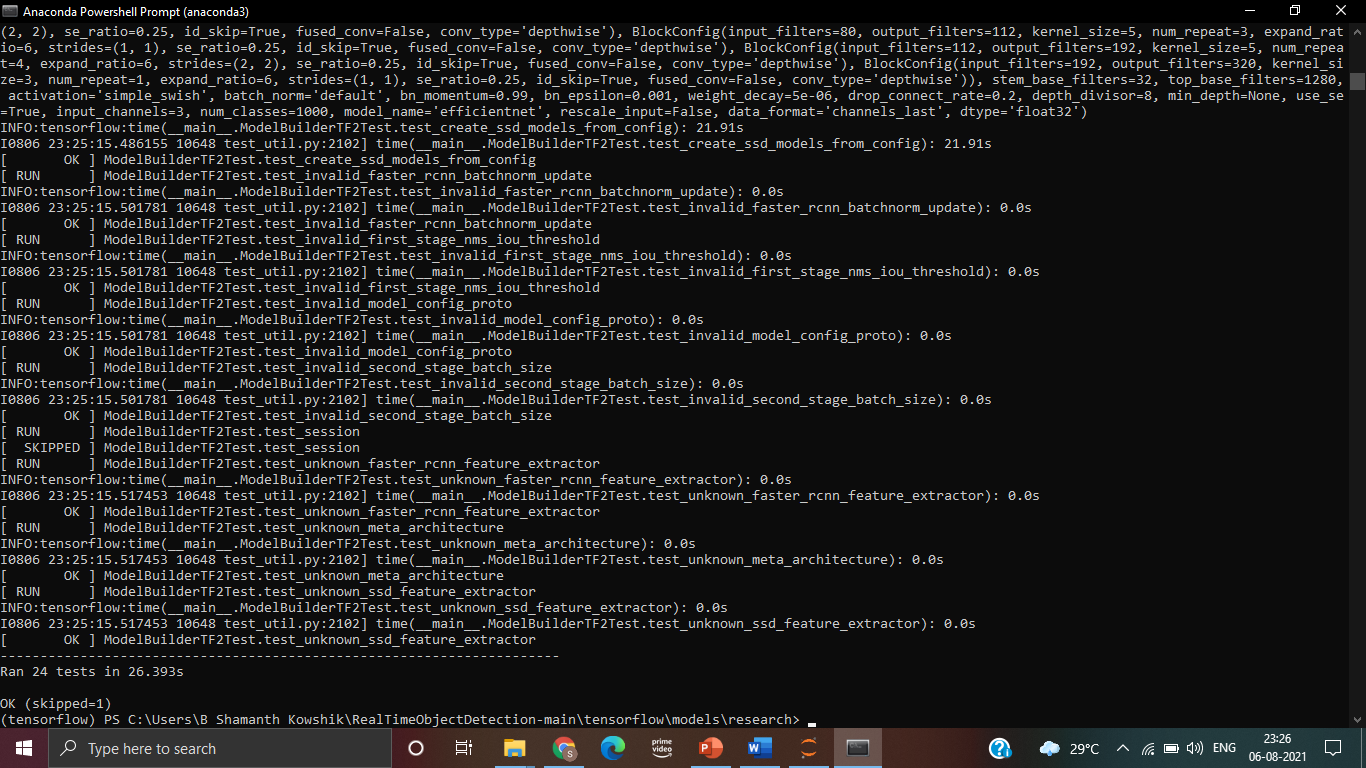 Anaconda Powershell Prompt (anaconda3)
(2, 2), se_ratio=0.25, id_skip=True, fused_conv=False, conv_type='depthwise'), BlockConfig(input_filters=80, output_filters=112, kernel_size=5, num_repeat=3, expand_rat
io=6, strides=(1, 1), se_ratio=0.25, id_skip=True, fused_conv=False, conv_type='depthwise'), BlockConfig(input_filters=112, output_filters=192, kernel_size=5, num_repea
t=4, expand_ratio=6, strides=(2, 2), se_ratio=0.25, id_skip=True, fused_conv=False, conv_type='depthwise'), BlockConfig(input_filters=192, output_filters=320, kernel_si
ze=3, num_repeat=1, expand_ratio=6, strides=(1, 1), se_ratio=0.25, id_skip=True, fused_conv=False, conv_type='depthwise')), stem_base_filters=32, top_base_filters=1280,
 activation='simple_swish', batch_norm='default', bn_momentum=0.99, bn_epsilon=0.001, weight_decay=5e-06, drop_connect_rate=0.2, depth_divisor=8, min_depth=None, use_se
=True, input_channels=3, num_classes=1000, model_name='efficientnet', rescale_input=False, data_format='channels_last', dtype='float32')
INFO:tensorflow:time(__main__.ModelBuilderTF2Test.test_create_ssd_models_from_config): 21.91s
I0806 23:25:15.486155 10648 test_util.py:2102] time(__main__.ModelBuilderTF2Test.test_create_ssd_models_from_config): 21.91s
[       OK ] ModelBuilderTF2Test.test_create_ssd_models_from_config
[ RUN      ] ModelBuilderTF2Test.test_invalid_faster_rcnn_batchnorm_update
INFO:tensorflow:time(__main__.ModelBuilderTF2Test.test_invalid_faster_rcnn_batchnorm_update): 0.0s
I0806 23:25:15.501781 10648 test_util.py:2102] time(__main__.ModelBuilderTF2Test.test_invalid_faster_rcnn_batchnorm_update): 0.0s
[       OK ] ModelBuilderTF2Test.test_invalid_faster_rcnn_batchnorm_update
[ RUN      ] ModelBuilderTF2Test.test_invalid_first_stage_nms_iou_threshold
INFO:tensorflow:time(__main__.ModelBuilderTF2Test.test_invalid_first_stage_nms_iou_threshold): 0.0s
I0806 23:25:15.501781 10648 test_util.py:2102] time(__main__.ModelBuilderTF2Test.test_invalid_first_stage_nms_iou_threshold): 0.0s
[       OK ] ModelBuilderTF2Test.test_invalid_first_stage_nms_iou_threshold
[ RUN      ] ModelBuilderTF2Test.test_invalid_model_config_proto
INFO:tensorflow:time(__main__.ModelBuilderTF2Test.test_invalid_model_config_proto): 0.0s
I0806 23:25:15.501781 10648 test_util.py:2102] time(__main__.ModelBuilderTF2Test.test_invalid_model_config_proto): 0.0s
[       OK ] ModelBuilderTF2Test.test_invalid_model_config_proto
[ RUN      ] ModelBuilderTF2Test.test_invalid_second_stage_batch_size
INFO:tensorflow:time(__main__.ModelBuilderTF2Test.test_invalid_second_stage_batch_size): 0.0s
I0806 23:25:15.501781 10648 test_util.py:2102] time(__main__.ModelBuilderTF2Test.test_invalid_second_stage_batch_size): 0.0s
[       OK ] ModelBuilderTF2Test.test_invalid_second_stage_batch_size
[ RUN      ] ModelBuilderTF2Test.test_session
[  SKIPPED ] ModelBuilderTF2Test.test_session
[ RUN      ] ModelBuilderTF2Test.test_unknown_faster_rcnn_feature_extractor
INFO:tensorflow:time(__main__.ModelBuilderTF2Test.test_unknown_faster_rcnn_feature_extractor): 0.0s
I0806 23:25:15.517453 10648 test_util.py:2102] time(__main__.ModelBuilderTF2Test.test_unknown_faster_rcnn_feature_extractor): 0.0s
[       OK ] ModelBuilderTF2Test.test_unknown_faster_rcnn_feature_extractor
[ RUN      ] ModelBuilderTF2Test.test_unknown_meta_architecture
INFO:tensorflow:time(__main__.ModelBuilderTF2Test.test_unknown_meta_architecture): 0.0s
I0806 23:25:15.517453 10648 test_util.py:2102] time(__main__.ModelBuilderTF2Test.test_unknown_meta_architecture): 0.0s
[       OK ] ModelBuilderTF2Test.test_unknown_meta_architecture
[ RUN      ] ModelBuilderTF2Test.test_unknown_ssd_feature_extractor
INFO:tensorflow:time(__main__.ModelBuilderTF2Test.test_unknown_ssd_feature_extractor): 0.0s
I0806 23:25:15.517453 10648 test_util.py:2102] time(__main__.ModelBuilderTF2Test.test_unknown_ssd_feature_extractor): 0.0s
[       OK ] ModelBuilderTF2Test.test_unknown_ssd_feature_extractor
----------------------------------------------------------------------
Ran 24 tests in 26.393s
OK (skipped=1)
(tensorflow) PS C:\Users\B Shamanth Kowshik\RealTimeObjectDetection-main\tensorflow\models\research>
Type here to search
prime video
29°C
ENG
23:26
06-08-2021